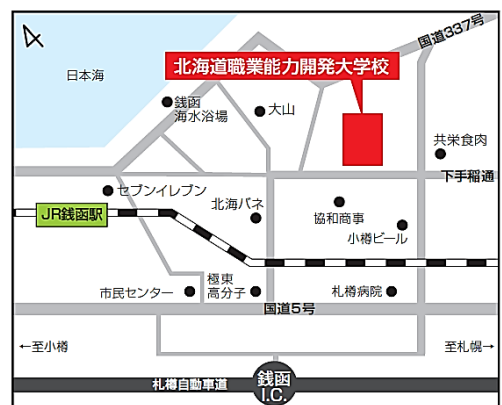 国道337号
日本海
北海道職業能力開発大学校
銭函
海水浴場
大山
共栄食肉
下手稲通
セブンイレブン
JR銭函駅
北海バネ
協和商事
小樽ビール
市民センター
極東
高分子
札樽病院
国道5号
←至小樽
至札幌→
札樽自動車道
銭函
I.C.